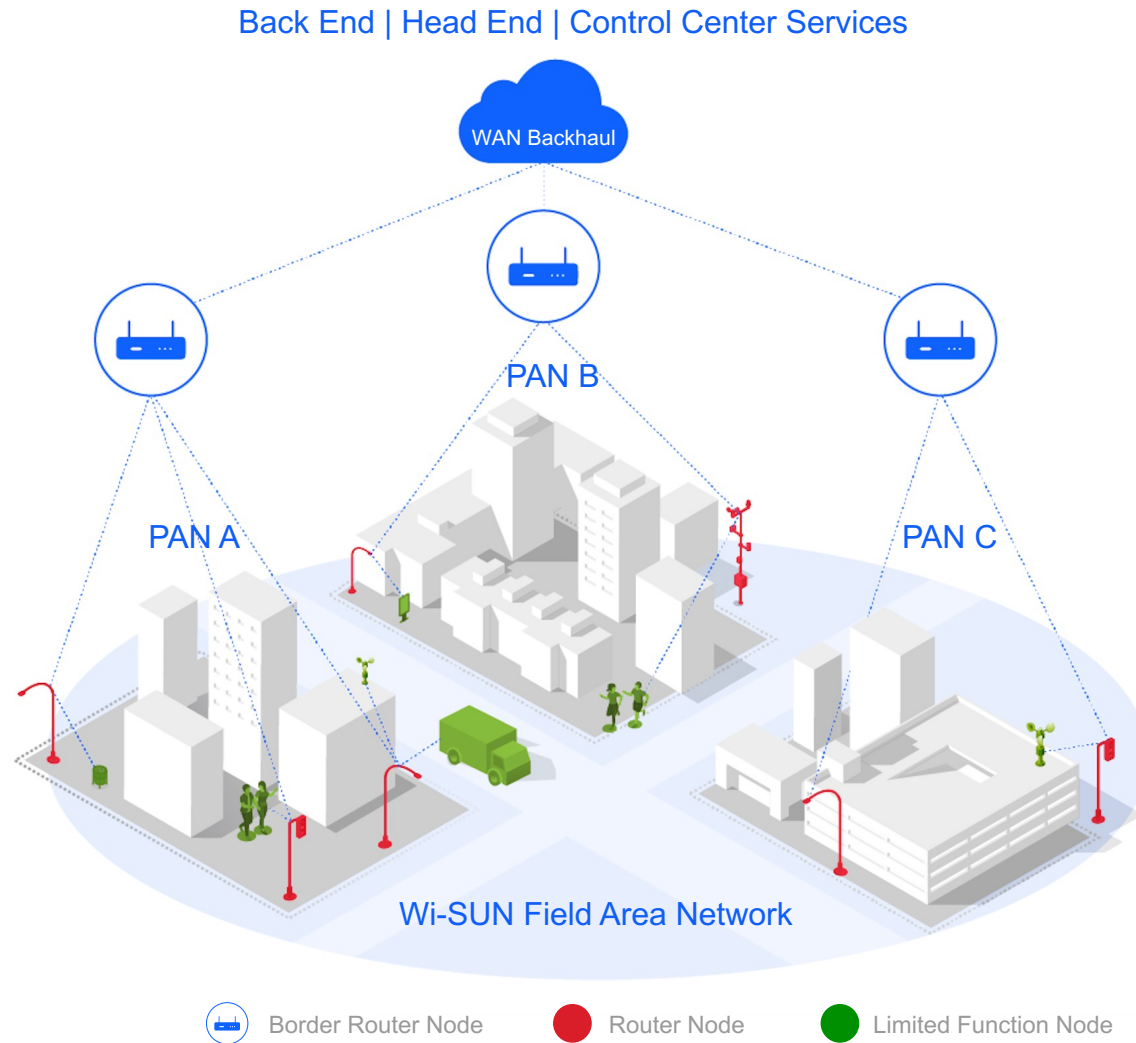 Back End | Head End | Control Center Services
WAN Backhaul
PAN B
PAN A
PAN C
Wi-SUN Field Area Network
Border Router Node
Router Node
Limited Function Node